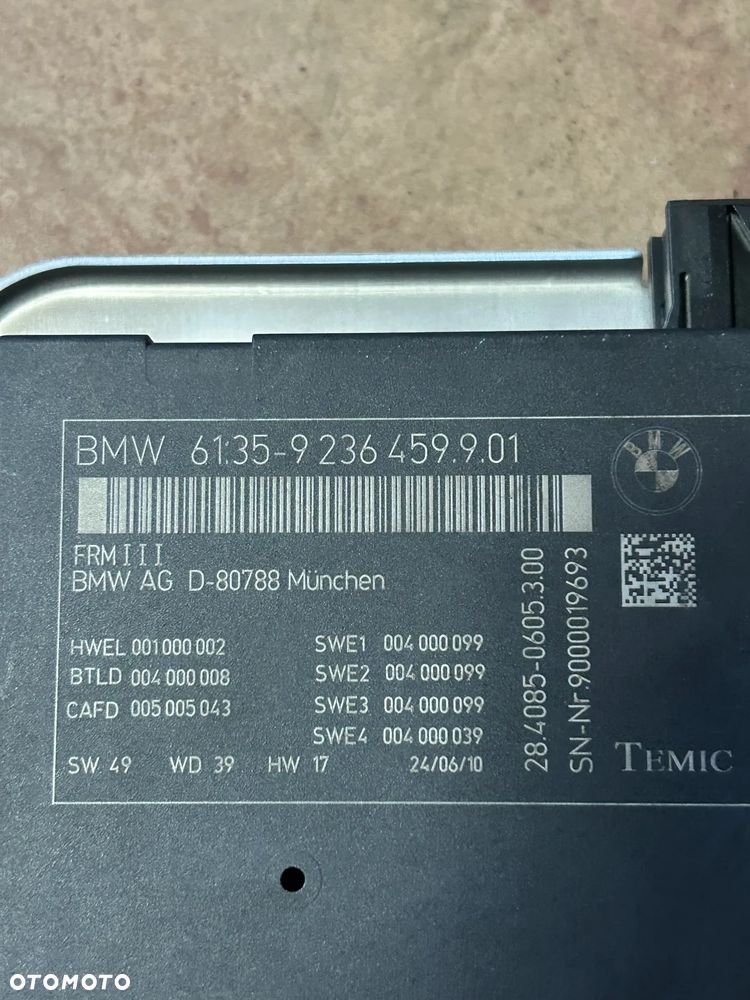 BMW 61.35-9 236 459.9.01
BMW
FRM III
BMW AG D-80788 München
HWEL 001 000 002
BTLD 004 000 008
CAFD 005 005 043
SWE1 004 000 099
SWE2 004 000 099
SWE3 004 000 099
SWE4 004 000 039
SW 49 WD 39 HW 17 24/06/10
28.4085-0605.3.00
SN-Nr.9000019693
TEMIC
OTOMOTO